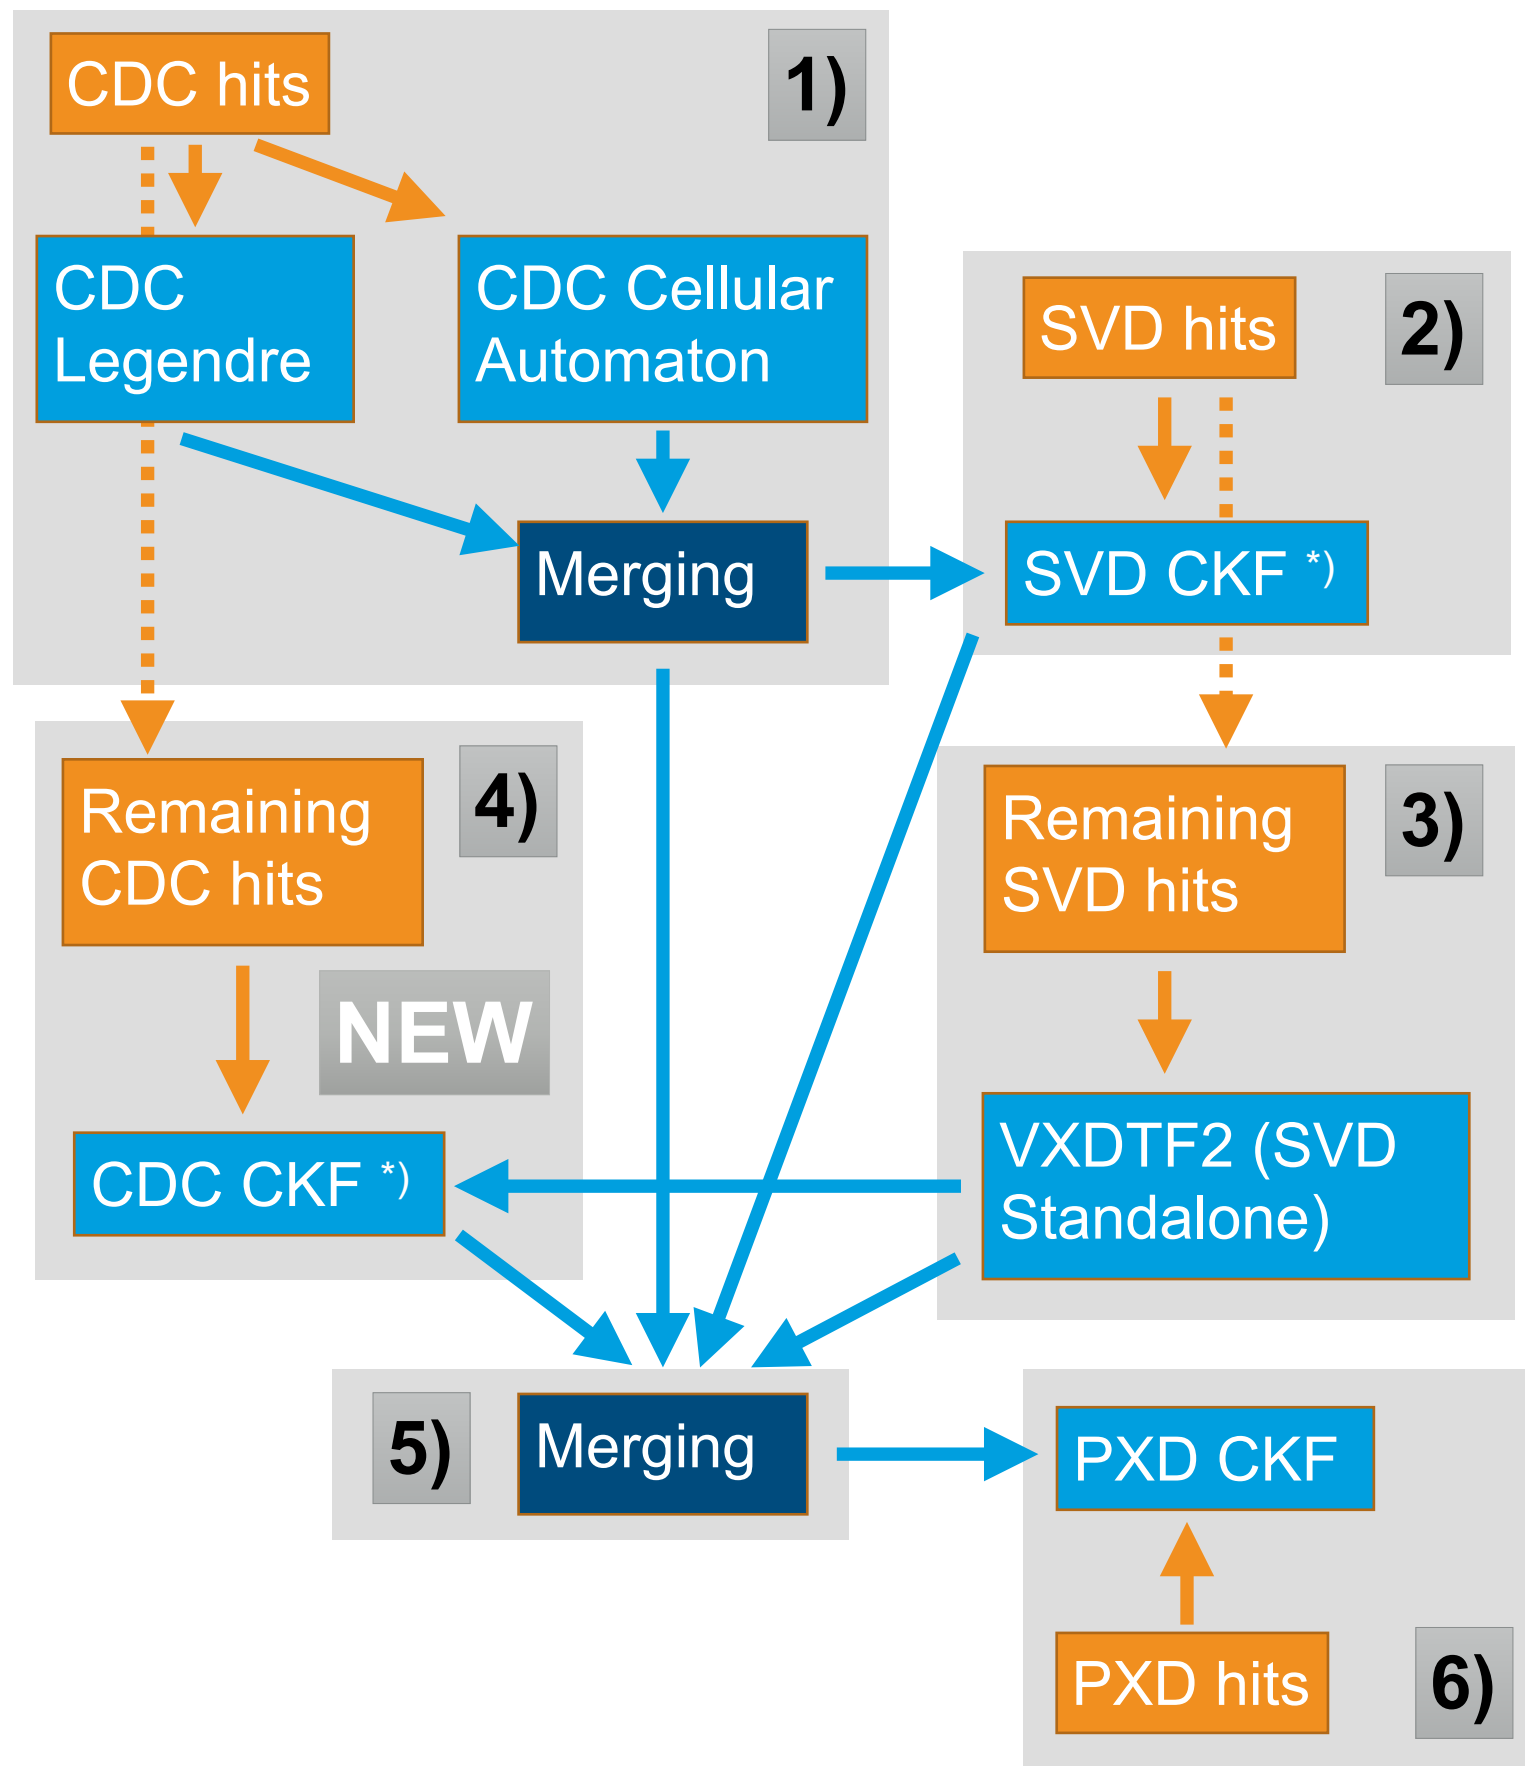 CDC hits
1)
CDC
Legendre
CDC Cellular
Automaton
Merging
SVD hits
2)
SVD CKF *)
Remaining
SVD hits
3)
VXDTF2 (SVD
Standalone)
Remaining
CDC hits
4)
NEW
CDC CKF *)
5)
Merging
PXD CKF
PXD hits
6)